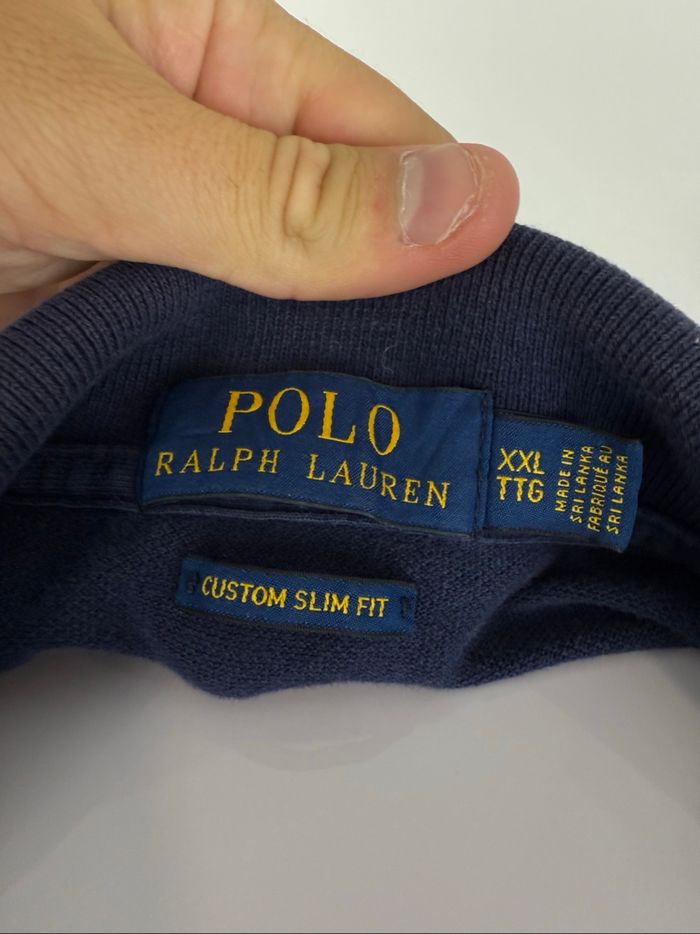 POLO
RALPH LAUREN
XXL
TTG
MADE IN
SRI LANKA
FABRIQUÉ AU
SRI LANKA
CUSTOM SLIM FIT